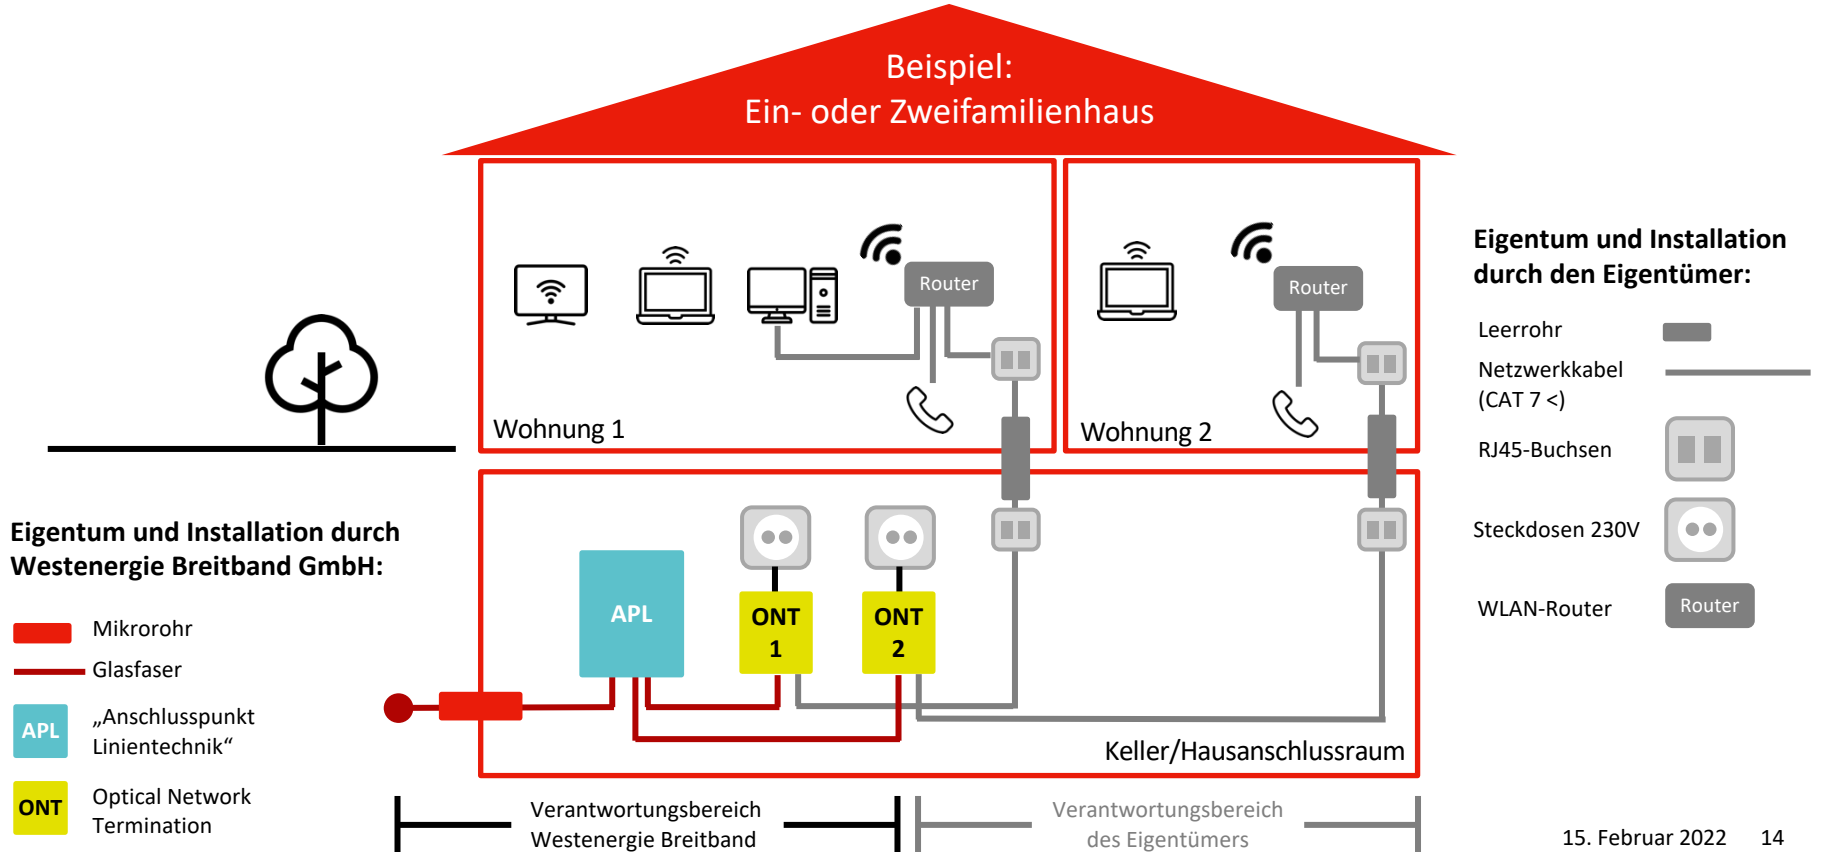 Beispiel:
Ein- oder Zweifamilienhaus
Router
Router
Wohnung 1
Wohnung 2
Eigentum und Installation
durch den Eigentümer:
Leerrohr
Netzwerkkabel
(CAT 7 <)
RJ45-Buchsen
Steckdosen 230V
WLAN-Router
Router
Eigentum und Installation durch
Westenergie Breitband GmbH:
Mikrorohr
Glasfaser
APL
„Anschlusspunkt
Linientechnik“
ONT
Optical Network
Termination
APL
ONT
1
ONT
2
Keller/Hausanschlussraum
Verantwortungsbereich
Westenergie Breitband
Verantwortungsbereich
des Eigentümers
15. Februar 2022 14